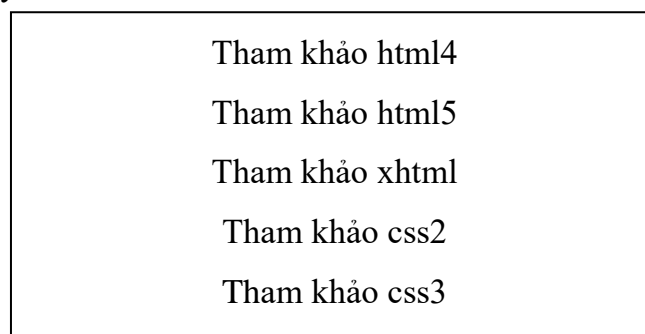 Tham khảo html4
Tham khảo html5
Tham khảo xhtml
Tham khảo css2
Tham khảo css3